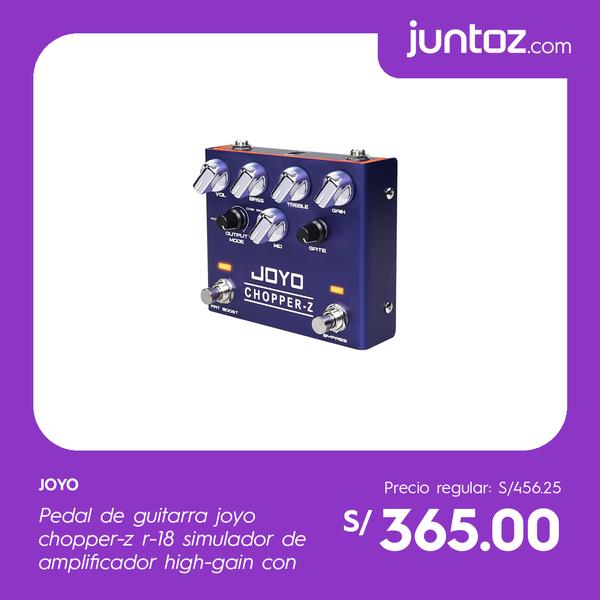 juntoz.com
VOL
BASS
TREBLE
GAIN
OUTPUT
MODE
MID
GATE
JOYO
CHOPPER-Z
BYPASS
JOYO
Precio regular: S/456.25
Pedal de guitarra joyo
chopper-z r-18 simulador de
amplificador high-gain con
S/ 365.00